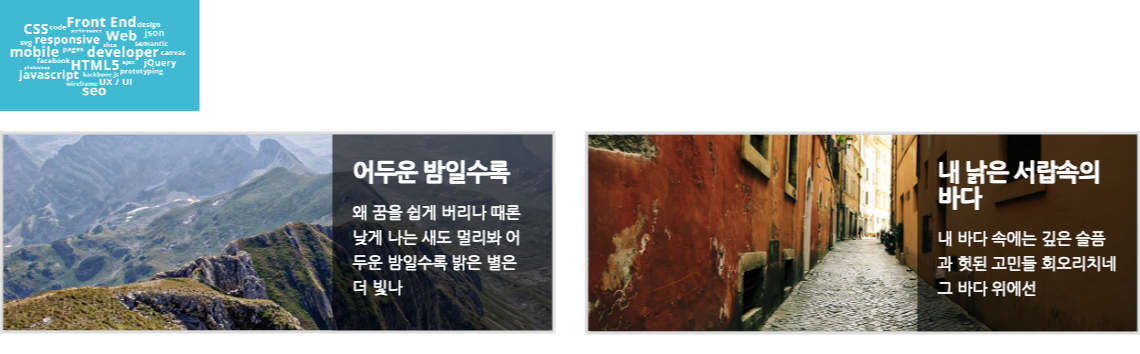 Front End design
CSS code
Web json
svg responsive
semantic
mobile pages developer canvas
facebook HTML5 jQuery
javascript backbone.js prototyping
wireframe UX / UI
seo
어두운 밤일수록
왜 꿈을 쉽게 버리나 때론
낮게 나는 새도 멀리봐 어
두운 밤일수록 밝은 별은
더 빛나
내 낡은 서랍속의
바다
내 바다 속에는 깊은 슬픔
과 헛된 고민들 회오리치네
그 바다 위에선